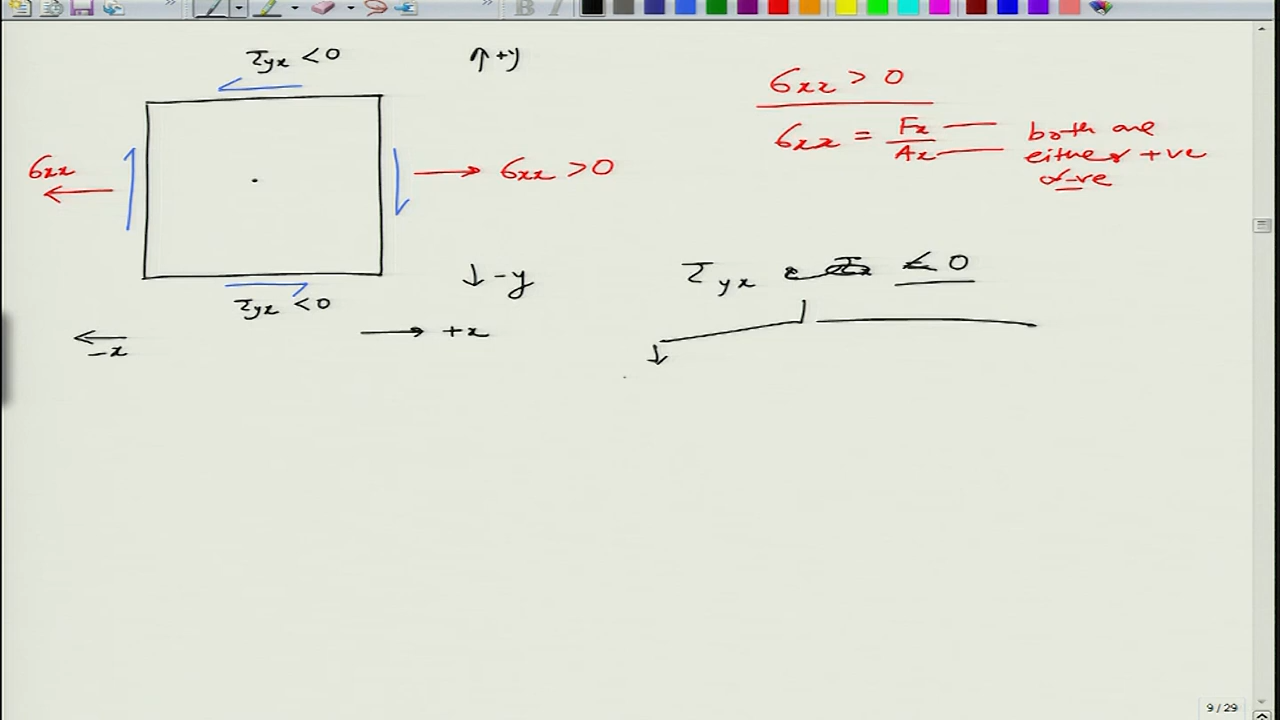 τyx < 0
↑ +y
σxx > 0
σxx = Fx / Ax
both are
either +ve
or -ve
σxx
σxx > 0
τyx < 0
↓ -y
τyx < 0
-x
+x
9 / 29